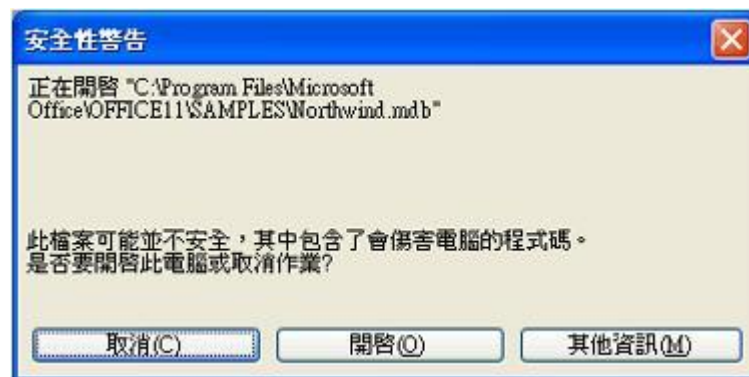 安全性警告
正在開啓 "C:\Program Files\Microsoft
Office\OFFICE11\SAMPLES\Northwind.mdb"
此檔案可能並不安全，其中包含了會傷害電腦的程式碼。
是否要開啓此電腦或取消作業?
取消(C) 開啓(O) 其他資訊(M)